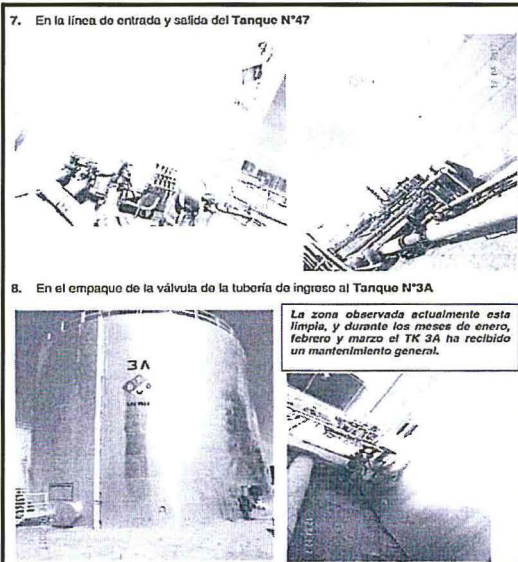 7. En la línea de entrada y salida del Tanque N°47
8. En el empaque de la válvula de la tubería de ingreso al Tanque N°3A
La zona observada actualmente esta
limpia, y durante los meses de enero,
febrero y marzo el TK 3A ha recibido
un mantenimiento general.
3A